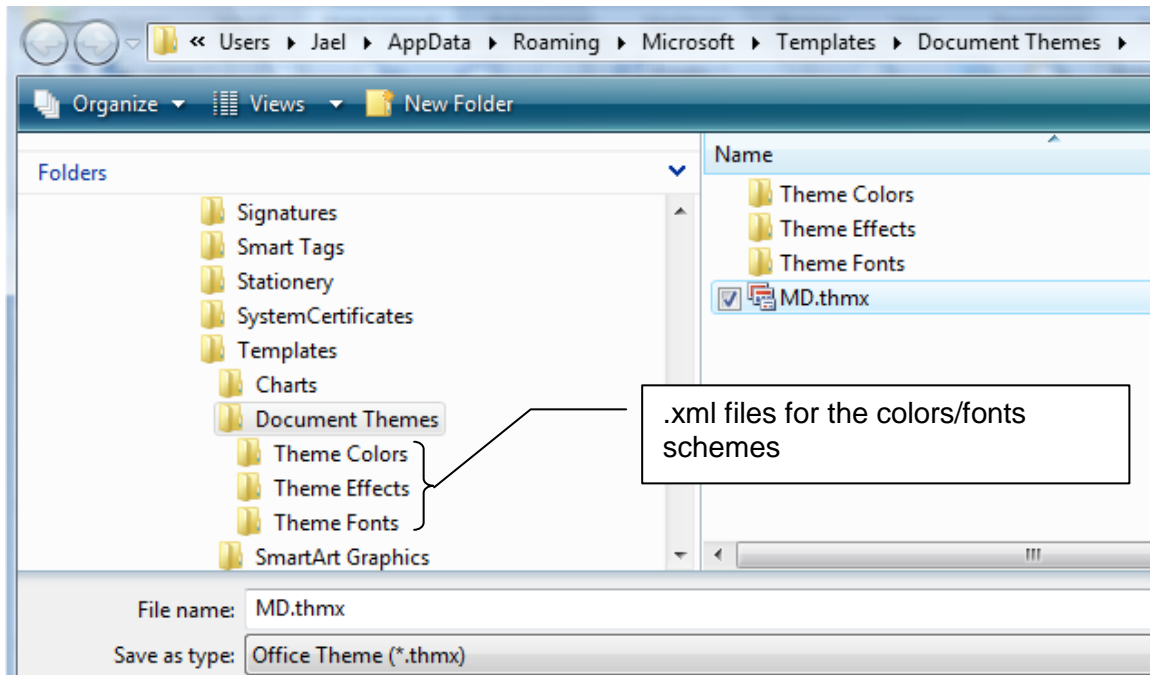 « Users ▸ Jael ▸ AppData ▸ Roaming ▸ Microsoft ▸ Templates ▸ Document Themes ▸
Organize Views New Folder
Folders
Signatures
Smart Tags
Stationery
SystemCertificates
Templates
Charts
Document Themes
Theme Colors
Theme Effects
Theme Fonts
SmartArt Graphics
Name
Theme Colors
Theme Effects
Theme Fonts
MD.thmx
.xml files for the colors/fonts
schemes
File name: MD.thmx
Save as type: Office Theme (*.thmx)